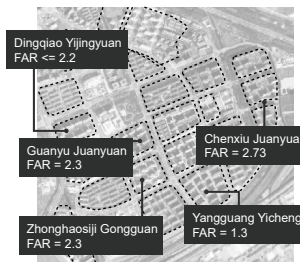 Dingqiao Yijingyuan
FAR <= 2.2
Guanyu Juanyuan
FAR = 2.3
Chenxiu Juanyua
FAR = 2.73
Zhonghaosiji Gongguan
FAR = 2.3
Yangguang Yicheng
FAR = 1.3